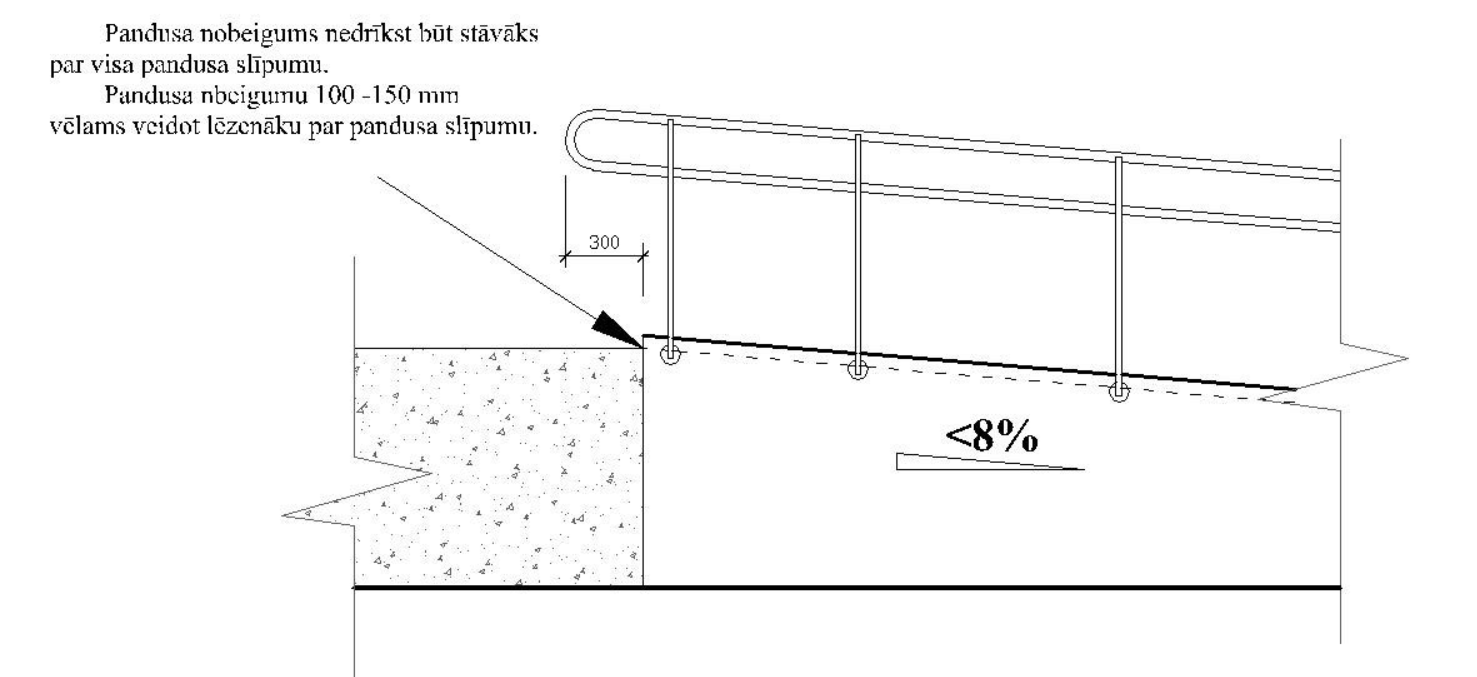 Pandusa nobeigums nedrīkst būt stāvāks
par visa pandusa slīpumu.
Pandusa nbeigumu 100 -150 mm
vēlams veidot lēzenāku par pandusa slīpumu.
300
<8%